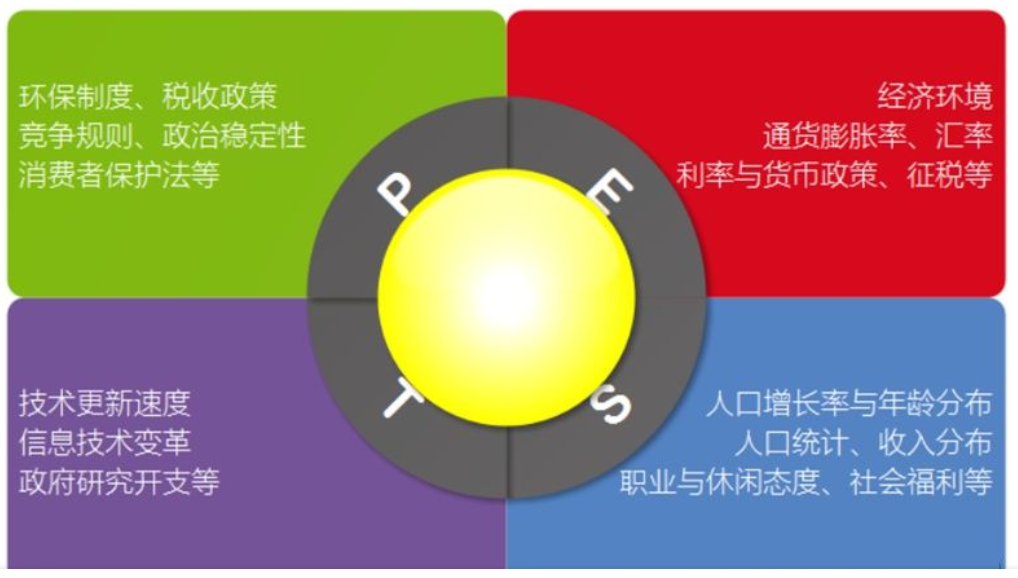 环保制度、税收政策
竞争规则、政治稳定性
消费者保护法等
经济环境
通货膨胀率、汇率
利率与货币政策、征税等
P
E
T
S
技术更新速度
信息技术变革
政府研究开支等
人口增长率与年龄分布
人口统计、收入分布
职业与休闲态度、社会福利等